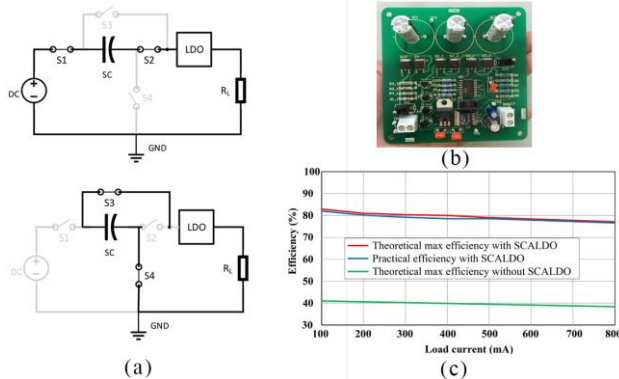 S3
S1
SC
S2
LDO
DC
S4
RL
GND
S3
S1
SC
S2
LDO
DC
S4
RL
GND
(a)
(b)
100
90
80
70
60
50
40
30
Efficiency (%)
Theoretical max efficiency with SCALDO
Practical efficiency with SCALDO
Theoretical max efficiency without SCALDO
100 200 300 400 500 600 700 800
Load current (mA)
(c)